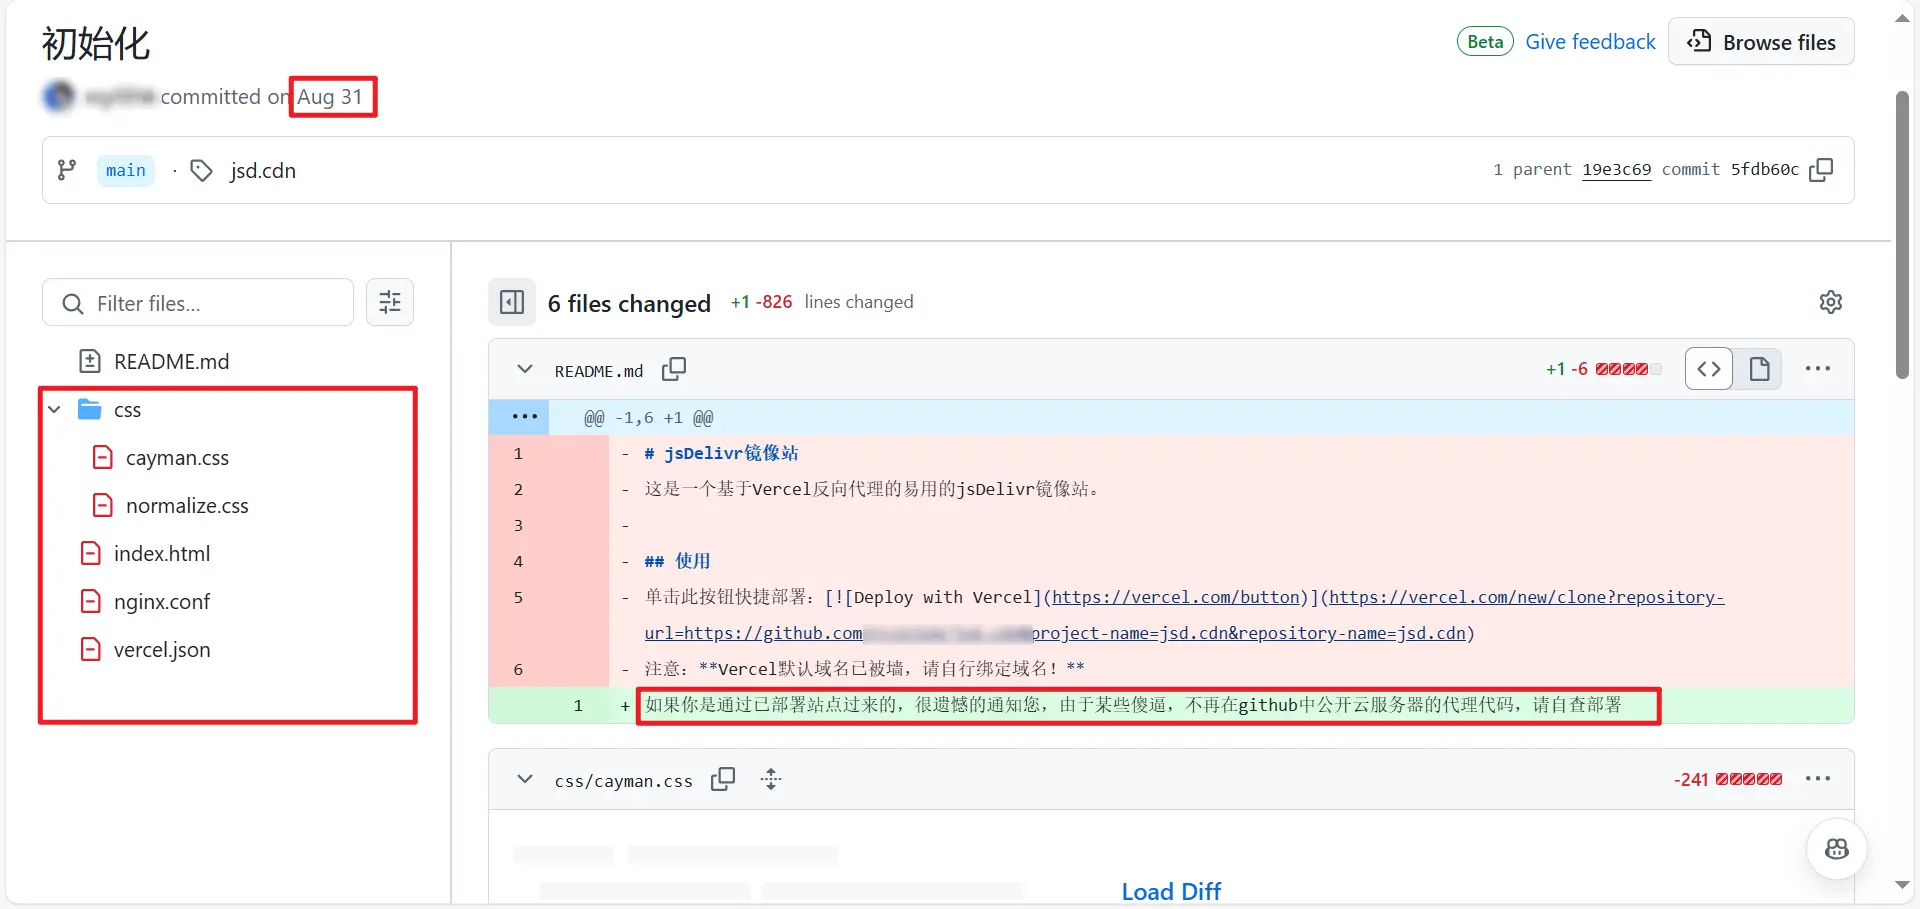 初始化
Beta Give feedback Browse files
committed on Aug 31
main · jsd.cdn
1 parent 19e3c69 commit 5fdb60c
Filter files...
README.md
css
cayman.css
normalize.css
index.html
nginx.conf
vercel.json
6 files changed +1 -826 lines changed
README.md +1 -6
@@ -1,6 +1 @@
1 - # jsDelivr镜像站
2 - 这是一个基于Vercel反向代理的易用的jsDelivr镜像站。
3 -
4 - ## 使用
5 - 单击此按钮快捷部署：[![Deploy with Vercel](https://vercel.com/button)](https://vercel.com/new/clone?repository-
url=https://github.com project-name=jsd.cdn&repository-name=jsd.cdn)
6 - 注意：**Vercel默认域名已被墙，请自行绑定域名！**
1 + 如果你是通过已部署站点过来的，很遗憾的通知您，由于某些傻逼，不再在github中公开云服务器的代理代码，请自查部署
css/cayman.css -241
Load Diff